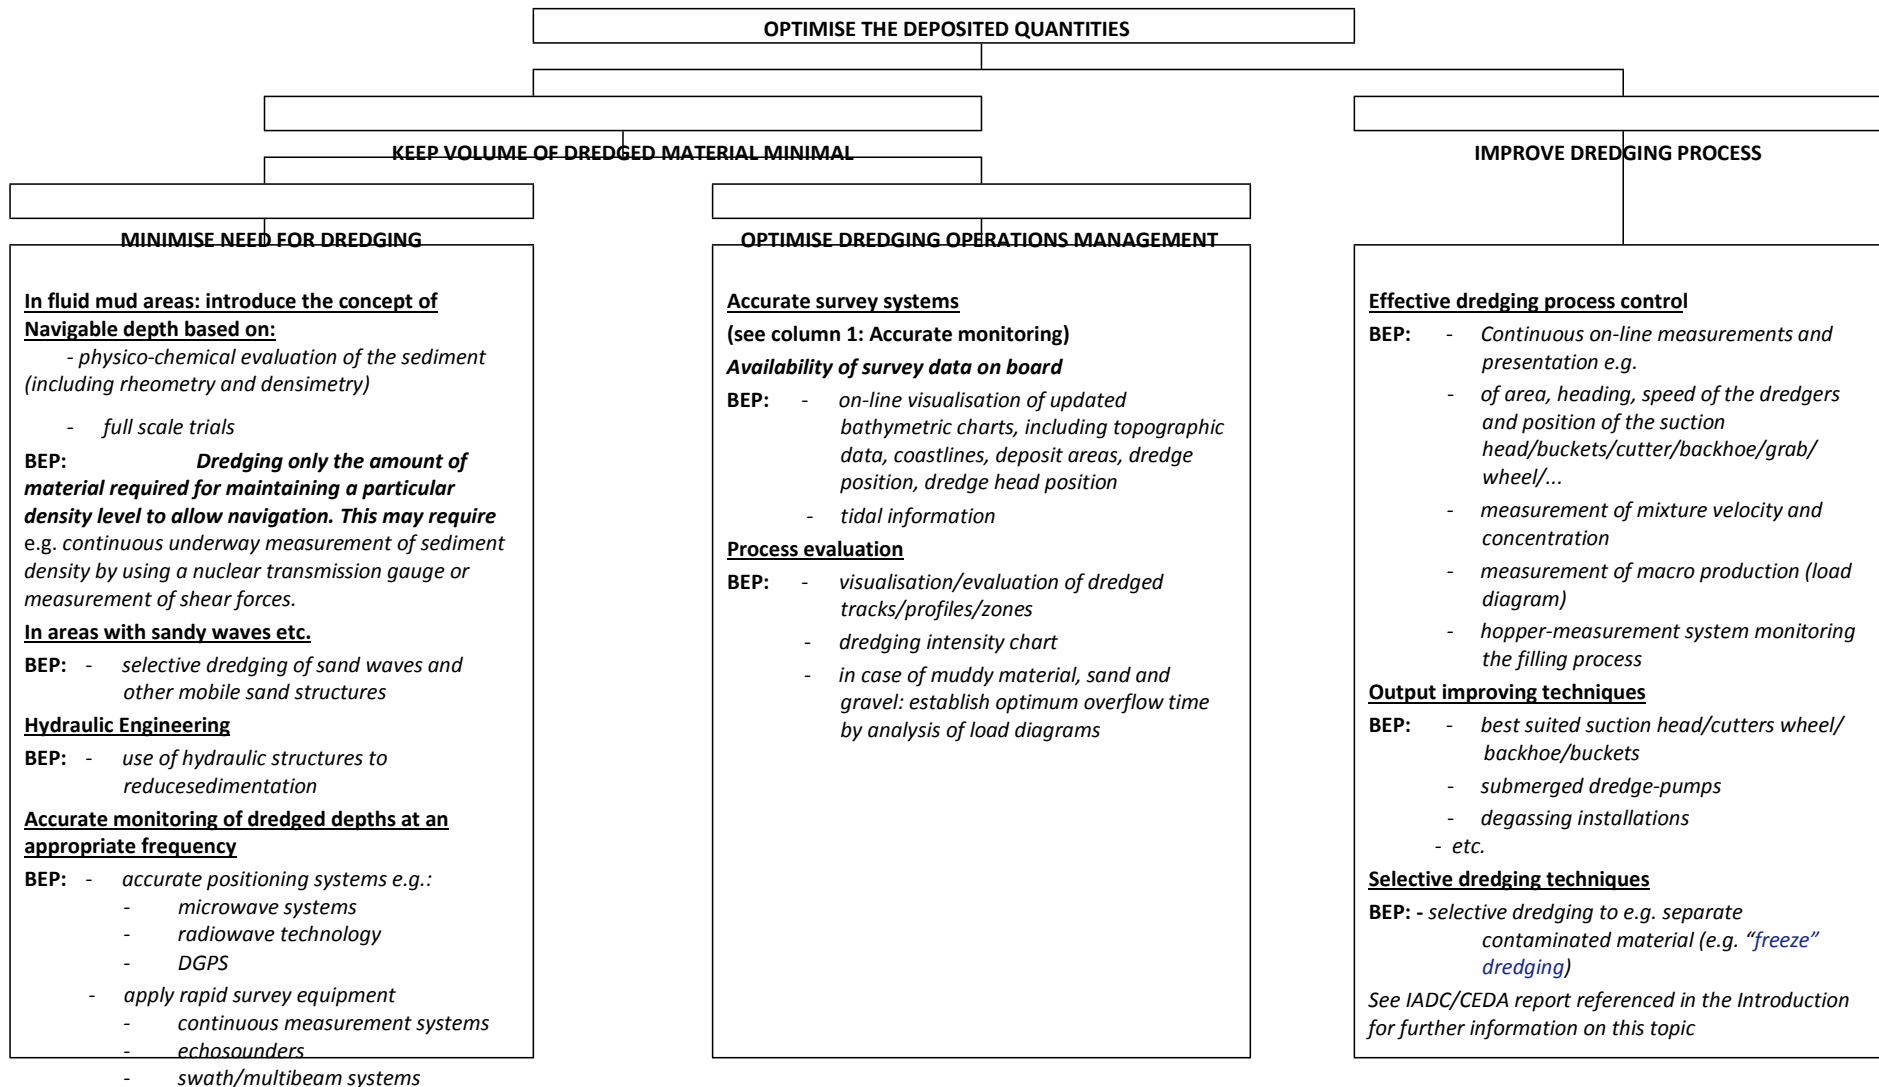 OPTIMISE THE DEPOSITED QUANTITIES
KEEP VOLUME OF DREDGED MATERIAL MINIMAL
IMPROVE DREDGING PROCESS
MINIMISE NEED FOR DREDGING
OPTIMISE DREDGING OPERATIONS MANAGEMENT
In fluid mud areas: introduce the concept of
Navigable depth based on:
- physico-chemical evaluation of the sediment
(including rheometry and densimetry)
- full scale trials
BEP: Dredging only the amount of
material required for maintaining a particular
density level to allow navigation. This may require
e.g. continuous underway measurement of sediment
density by using a nuclear transmission gauge or
measurement of shear forces.
In areas with sandy waves etc.
BEP: - selective dredging of sand waves and
other mobile sand structures
Hydraulic Engineering
BEP: - use of hydraulic structures to
reducesedimentation
Accurate monitoring of dredged depths at an
appropriate frequency
BEP: - accurate positioning systems e.g.:
- microwave systems
- radiowave technology
- DGPS
- apply rapid survey equipment
- continuous measurement systems
- echosounders
- swath/multibeam systems
Accurate survey systems
(see column 1: Accurate monitoring)
Availability of survey data on board
BEP: - on-line visualisation of updated
bathymetric charts, including topographic
data, coastlines, deposit areas, dredge
position, dredge head position
- tidal information
Process evaluation
BEP: - visualisation/evaluation of dredged
tracks/profiles/zones
- dredging intensity chart
- in case of muddy material, sand and
gravel: establish optimum overflow time
by analysis of load diagrams
Effective dredging process control
BEP: - Continuous on-line measurements and
presentation e.g.
- of area, heading, speed of the dredgers
and position of the suction
head/buckets/cutter/backhoe/grab/
wheel/...
- measurement of mixture velocity and
concentration
- measurement of macro production (load
diagram)
- hopper-measurement system monitoring
the filling process
Output improving techniques
BEP: - best suited suction head/cutters wheel/
backhoe/buckets
- submerged dredge-pumps
- degassing installations
- etc.
Selective dredging techniques
BEP: - selective dredging to e.g. separate
contaminated material (e.g. “freeze”
dredging)
See IADC/CEDA report referenced in the Introduction
for further information on this topic